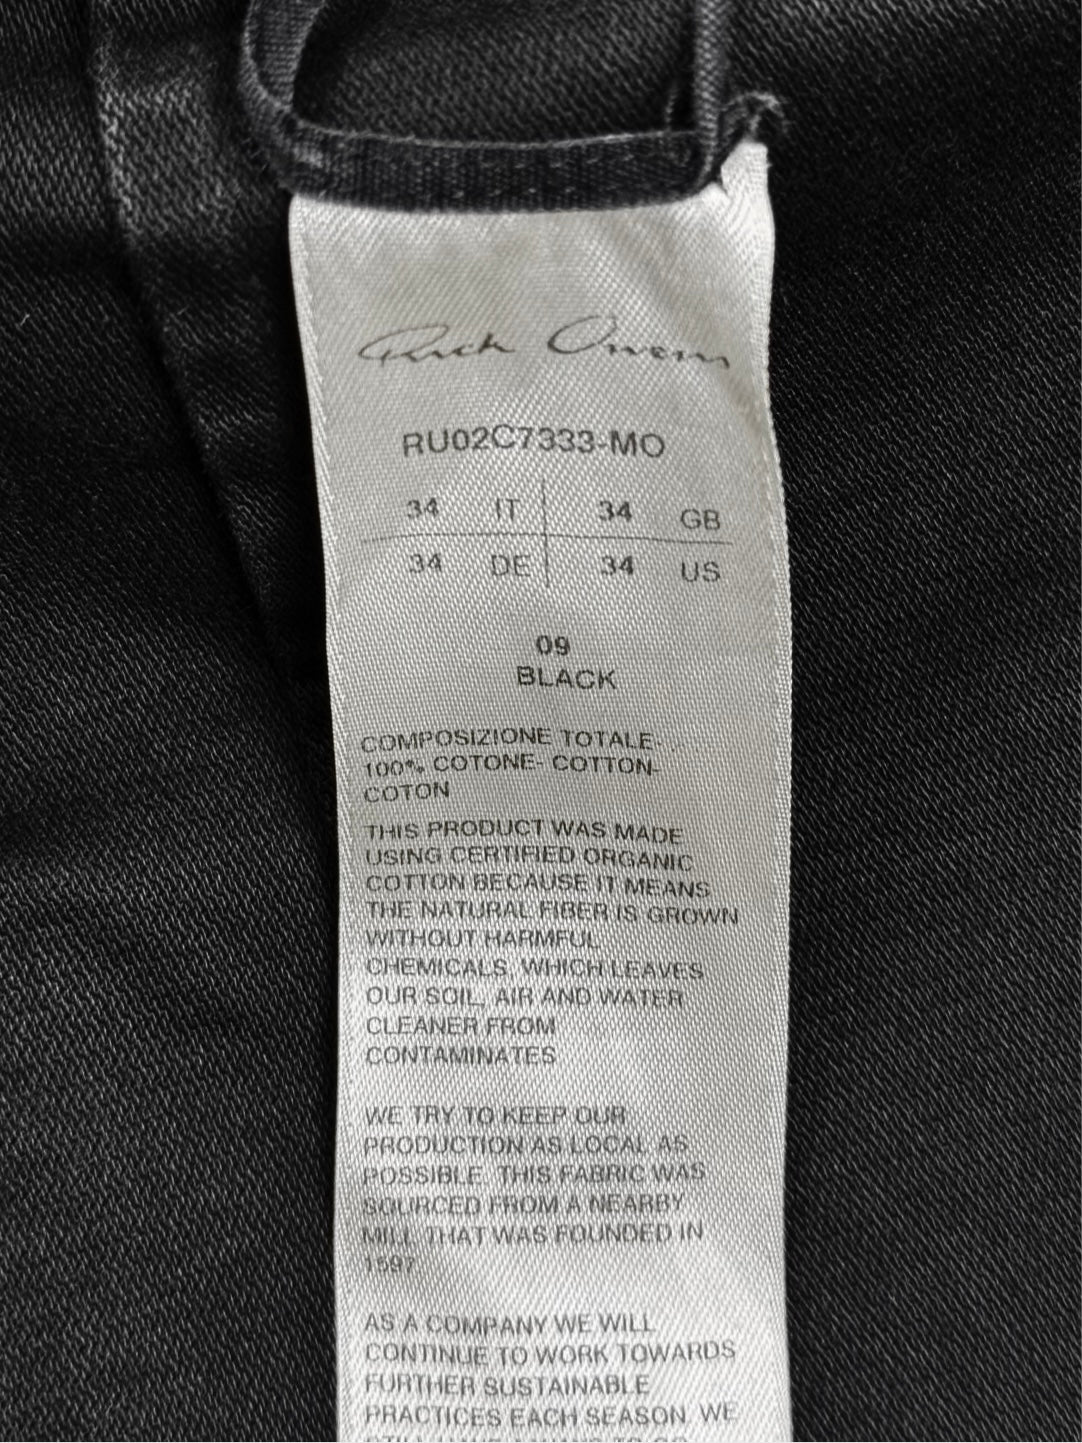 Rick Owens
RU02C7333-MO
34 IT 34 GB
34 DE 34 US
09
BLACK
COMPOSIZIONE TOTALE-
100% COTONE- COTTON-
COTON
THIS PRODUCT WAS MADE
USING CERTIFIED ORGANIC
COTTON BECAUSE IT MEANS
THE NATURAL FIBER IS GROWN
WITHOUT HARMFUL
CHEMICALS, WHICH LEAVES
OUR SOIL, AIR AND WATER
CLEANER FROM
CONTAMINATES
WE TRY TO KEEP OUR
PRODUCTION AS LOCAL AS
POSSIBLE. THIS FABRIC WAS
SOURCED FROM A NEARBY
MILL THAT WAS FOUNDED IN
1597
AS A COMPANY WE WILL
CONTINUE TO WORK TOWARDS
FURTHER SUSTAINABLE
PRACTICES EACH SEASON. WE